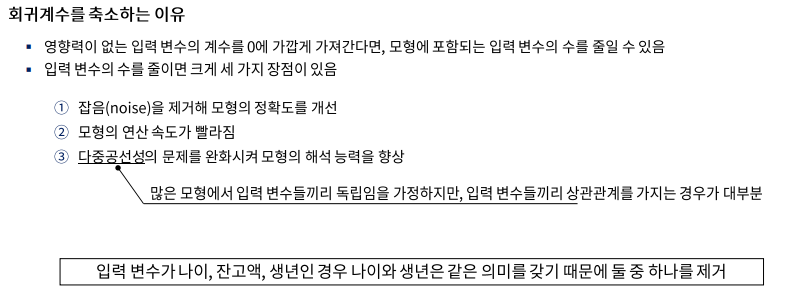 회귀계수를 축소하는 이유
▪ 영향력이 없는 입력 변수의 계수를 0에 가깝게 가져간다면, 모형에 포함되는 입력 변수의 수를 줄일 수 있음
▪ 입력 변수의 수를 줄이면 크게 세 가지 장점이 있음
① 잡음(noise)을 제거해 모형의 정확도를 개선
② 모형의 연산 속도가 빨라짐
③ 다중공선성의 문제를 완화시켜 모형의 해석 능력을 향상
많은 모형에서 입력 변수들끼리 독립임을 가정하지만, 입력 변수들끼리 상관관계를 가지는 경우가 대부분
입력 변수가 나이, 잔고액, 생년인 경우 나이와 생년은 같은 의미를 갖기 때문에 둘 중 하나를 제거